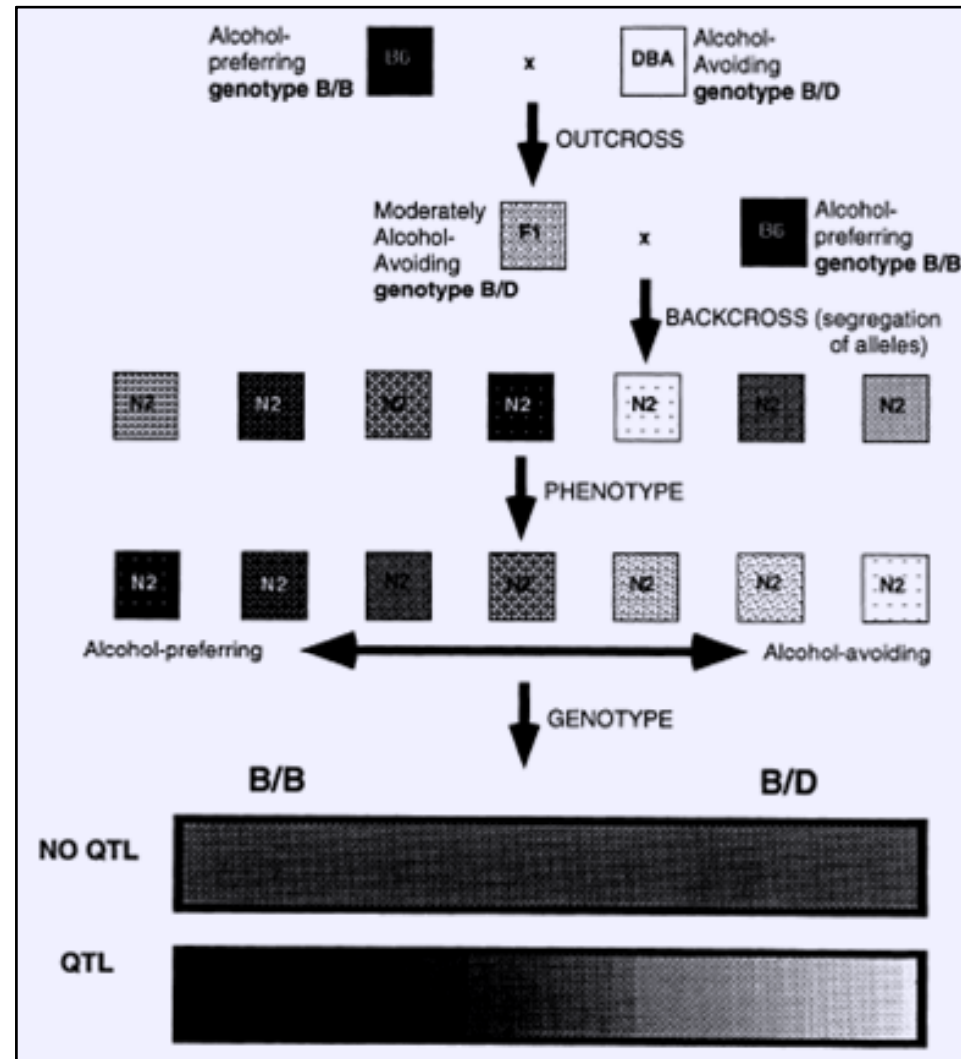 Alcohol-
preferring
genotype B/B
B6
x
DBA
Alcohol-
Avoiding
genotype B/D
OUTCROSS
Moderately
Alcohol-
Avoiding
genotype B/D
F1
x
B6
Alcohol-
preferring
genotype B/B
BACKCROSS (segregation
of alleles)
N2 N2 N2 N2 N2 N2 N2
PHENOTYPE
N2 N2 N2 N2 N2 N2 N2
Alcohol-preferring
Alcohol-avoiding
GENOTYPE
B/B
B/D
NO QTL
QTL